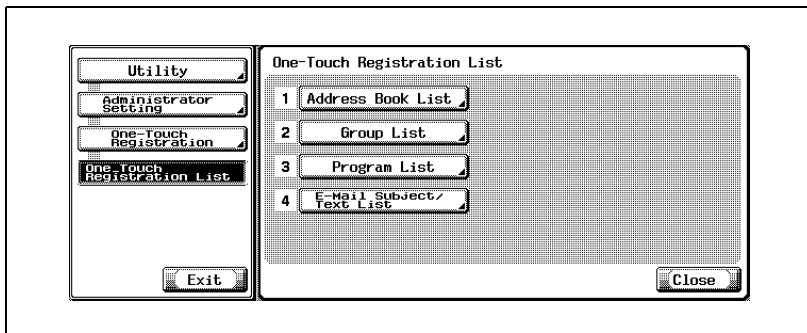 Utility
Administrator
Setting
One-Touch
Registration
One-Touch
Registration List
Exit
One-Touch Registration List
1 Address Book List
2 Group List
3 Program List
4 E-Mail Subject/
Text List
Close